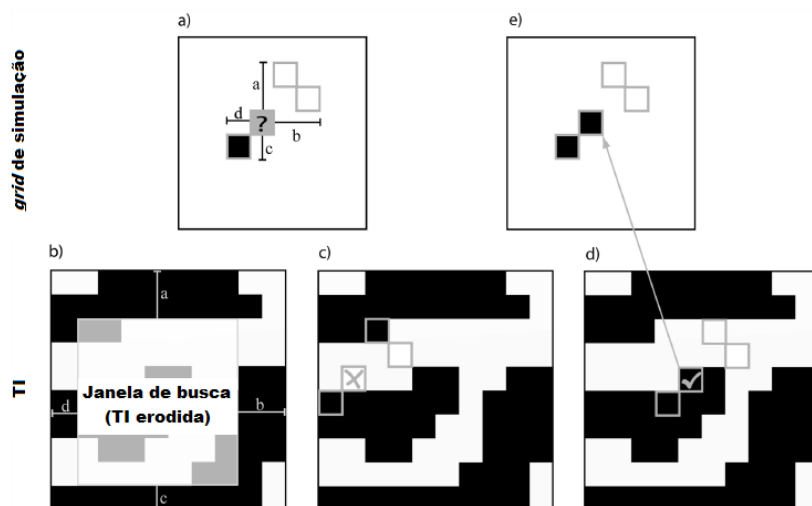 a)
e)
a
d
?
b
c
grid de simulação
b)
c)
d)
a
Janela de busca
(TI erodida)
d
b
c
TI